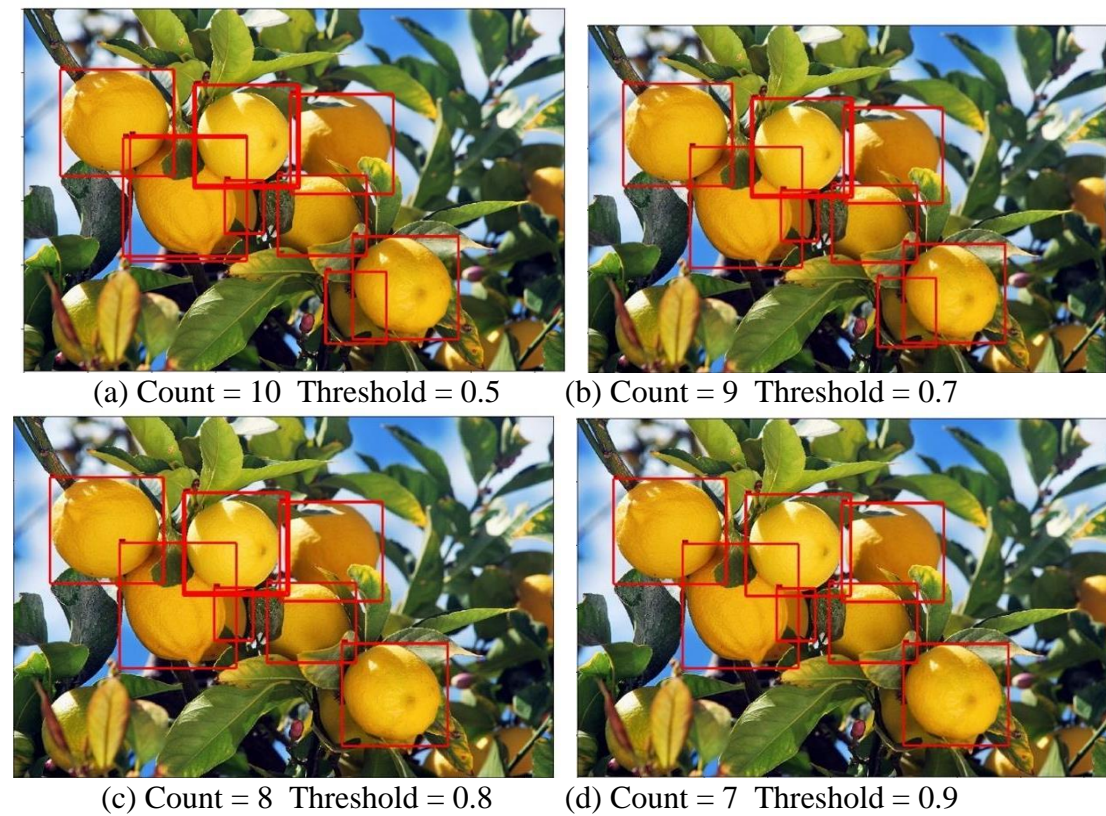 (a) Count = 10 Threshold = 0.5
(b) Count = 9 Threshold = 0.7
(c) Count = 8 Threshold = 0.8
(d) Count = 7 Threshold = 0.9